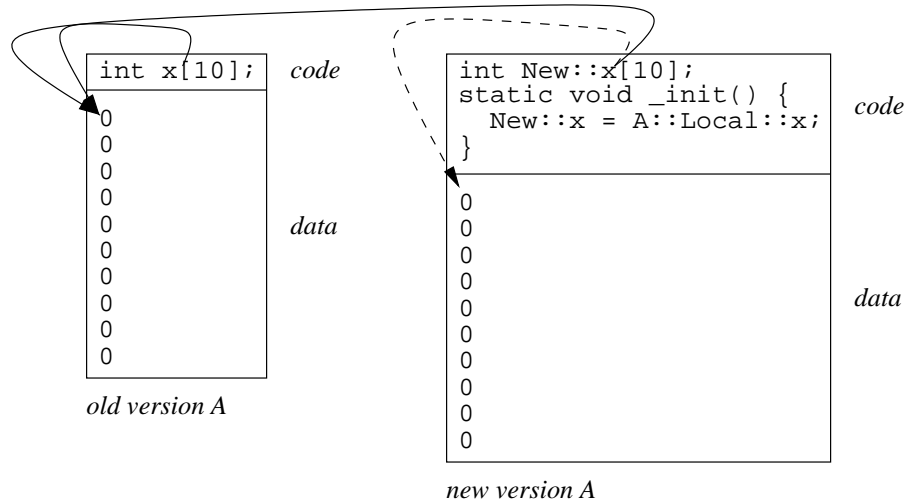 int x[10];
code
0
0
0
0
0
0
0
0
0
0
data
old version A
int New::x[10];
static void _init() {
  New::x = A::Local::x;
}
code
0
0
0
0
0
0
0
0
0
0
data
new version A